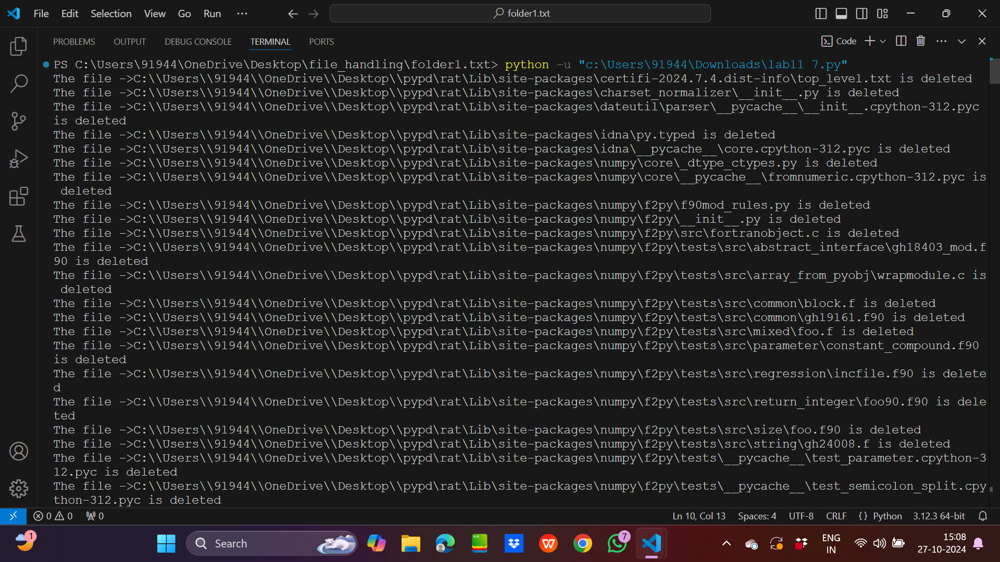 File Edit Selection View Go Run ··· folder1.txt
PROBLEMS OUTPUT DEBUG CONSOLE TERMINAL PORTS Code
PS C:\Users\91944\OneDrive\Desktop\file_handling\folder1.txt> python -u "c:\Users\91944\Downloads\lab11 7.py"
The file ->C:\\Users\\91944\\OneDrive\\Desktop\\pypd\rat\Lib\site-packages\certifi-2024.7.4.dist-info\top_level.txt is deleted
The file ->C:\\Users\\91944\\OneDrive\\Desktop\\pypd\rat\Lib\site-packages\charset_normalizer\__init__.py is deleted
The file ->C:\\Users\\91944\\OneDrive\\Desktop\\pypd\rat\Lib\site-packages\dateutil\parser\__pycache__\__init__.cpython-312.pyc
is deleted
The file ->C:\\Users\\91944\\OneDrive\\Desktop\\pypd\rat\Lib\site-packages\idna\py.typed is deleted
The file ->C:\\Users\\91944\\OneDrive\\Desktop\\pypd\rat\Lib\site-packages\idna\__pycache__\core.cpython-312.pyc is deleted
The file ->C:\\Users\\91944\\OneDrive\\Desktop\\pypd\rat\Lib\site-packages\numpy\core\_dtype_ctypes.py is deleted
The file ->C:\\Users\\91944\\OneDrive\\Desktop\\pypd\rat\Lib\site-packages\numpy\core\__pycache__\fromnumeric.cpython-312.pyc is
 deleted
The file ->C:\\Users\\91944\\OneDrive\\Desktop\\pypd\rat\Lib\site-packages\numpy\f2py\f90mod_rules.py is deleted
The file ->C:\\Users\\91944\\OneDrive\\Desktop\\pypd\rat\Lib\site-packages\numpy\f2py\__init__.py is deleted
The file ->C:\\Users\\91944\\OneDrive\\Desktop\\pypd\rat\Lib\site-packages\numpy\f2py\src\fortranobject.c is deleted
The file ->C:\\Users\\91944\\OneDrive\\Desktop\\pypd\rat\Lib\site-packages\numpy\f2py\tests\src\abstract_interface\gh18403_mod.f
90 is deleted
The file ->C:\\Users\\91944\\OneDrive\\Desktop\\pypd\rat\Lib\site-packages\numpy\f2py\tests\src\array_from_pyobj\wrapmodule.c is
 deleted
The file ->C:\\Users\\91944\\OneDrive\\Desktop\\pypd\rat\Lib\site-packages\numpy\f2py\tests\src\common\block.f is deleted
The file ->C:\\Users\\91944\\OneDrive\\Desktop\\pypd\rat\Lib\site-packages\numpy\f2py\tests\src\common\gh19161.f90 is deleted
The file ->C:\\Users\\91944\\OneDrive\\Desktop\\pypd\rat\Lib\site-packages\numpy\f2py\tests\src\mixed\foo.f is deleted
The file ->C:\\Users\\91944\\OneDrive\\Desktop\\pypd\rat\Lib\site-packages\numpy\f2py\tests\src\parameter\constant_compound.f90
is deleted
The file ->C:\\Users\\91944\\OneDrive\\Desktop\\pypd\rat\Lib\site-packages\numpy\f2py\tests\src\regression\incfile.f90 is delete
d
The file ->C:\\Users\\91944\\OneDrive\\Desktop\\pypd\rat\Lib\site-packages\numpy\f2py\tests\src\return_integer\foo90.f90 is dele
ted
The file ->C:\\Users\\91944\\OneDrive\\Desktop\\pypd\rat\Lib\site-packages\numpy\f2py\tests\src\size\foo.f90 is deleted
The file ->C:\\Users\\91944\\OneDrive\\Desktop\\pypd\rat\Lib\site-packages\numpy\f2py\tests\src\string\gh24008.f is deleted
The file ->C:\\Users\\91944\\OneDrive\\Desktop\\pypd\rat\Lib\site-packages\numpy\f2py\tests\__pycache__\test_parameter.cpython-3
12.pyc is deleted
The file ->C:\\Users\\91944\\OneDrive\\Desktop\\pypd\rat\Lib\site-packages\numpy\f2py\tests\__pycache__\test_semicolon_split.cpy
thon-312.pyc is deleted
0 0 0 Ln 10, Col 13 Spaces: 4 UTF-8 CRLF {} Python 3.12.3 64-bit
1 Search W 7 ENG 15:08
IN 27-10-2024